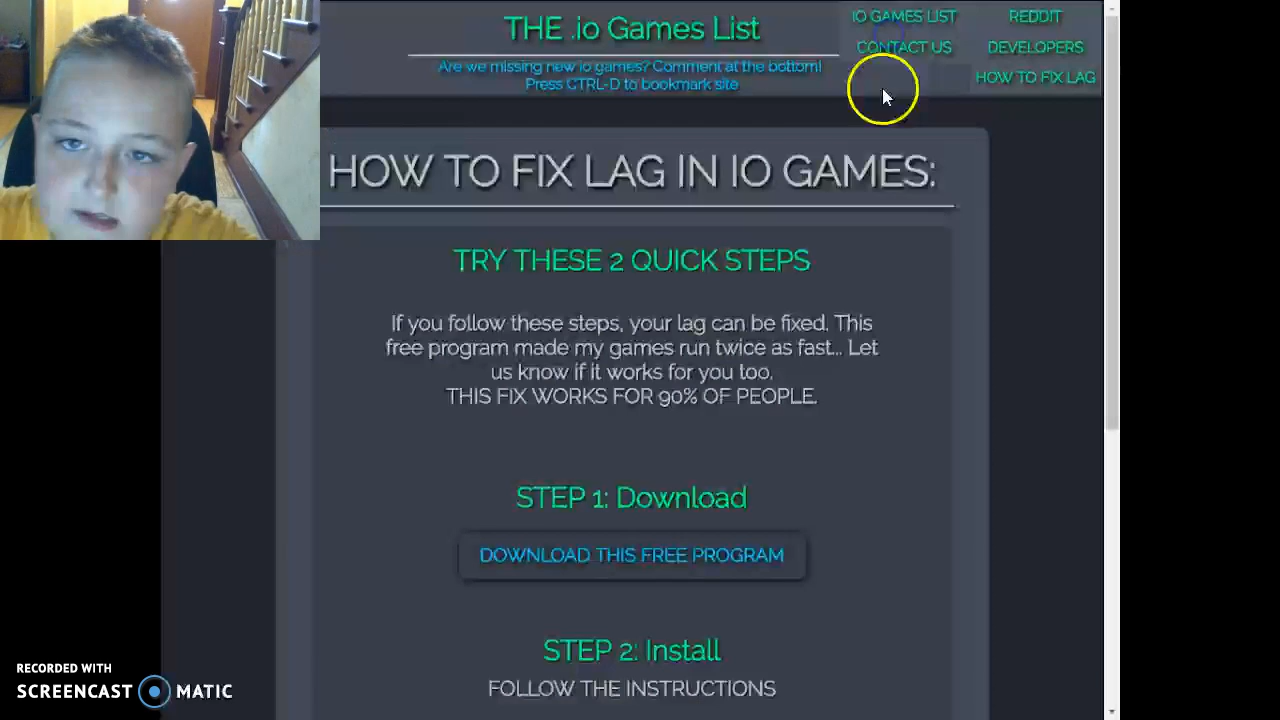 THE .io Games List
Are we missing new io games? Comment at the bottom!
Press CTRL-D to bookmark site
IO GAMES LIST
REDDIT
CONTACT US
DEVELOPERS
HOW TO FIX LAG
HOW TO FIX LAG IN IO GAMES:
TRY THESE 2 QUICK STEPS
If you follow these steps, your lag can be fixed. This
free program made my games run twice as fast... Let
us know if it works for you too.
THIS FIX WORKS FOR 90% OF PEOPLE.
STEP 1: Download
DOWNLOAD THIS FREE PROGRAM
STEP 2: Install
FOLLOW THE INSTRUCTIONS
RECORDED WITH
SCREENCAST MATIC